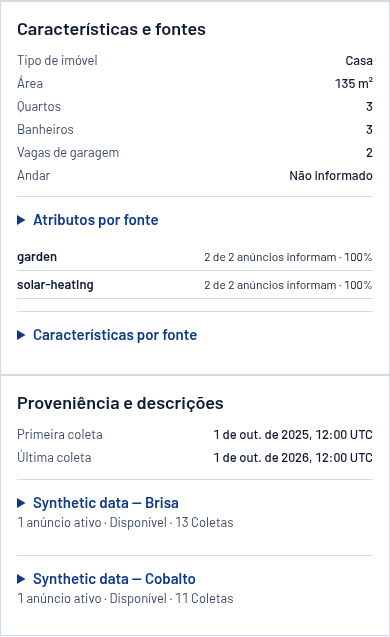 Características e fontes
Tipo de imóvel Casa
Área 135 m²
Quartos 3
Banheiros 3
Vagas de garagem 2
Andar Não informado
Atributos por fonte
garden 2 de 2 anúncios informam · 100%
solar-heating 2 de 2 anúncios informam · 100%
Características por fonte
Proveniência e descrições
Primeira coleta 1 de out. de 2025, 12:00 UTC
Última coleta 1 de out. de 2026, 12:00 UTC
Synthetic data — Brisa
1 anúncio ativo · Disponível · 13 Coletas
Synthetic data — Cobalto
1 anúncio ativo · Disponível · 11 Coletas